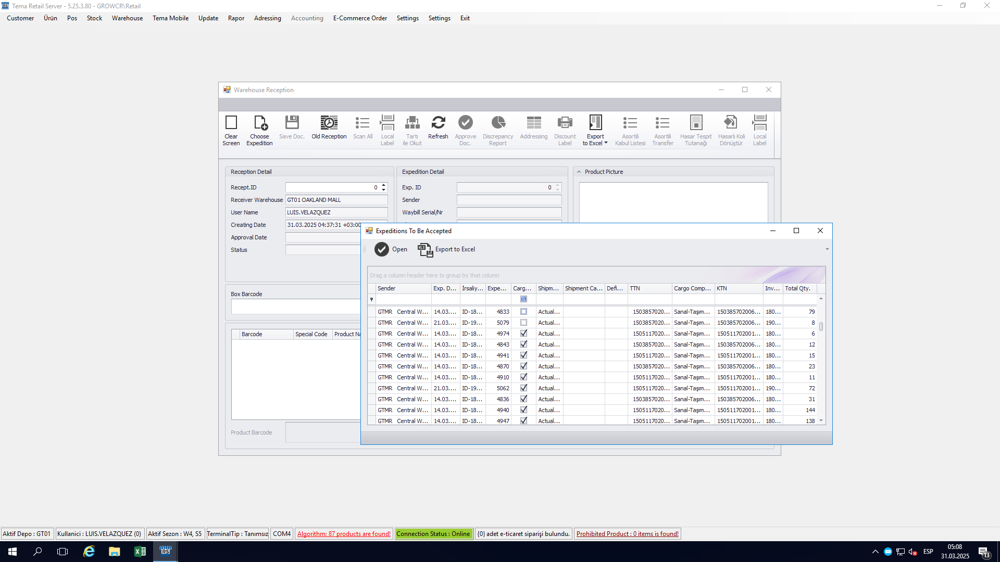 Tema Retail Server - 5.25.3.80 - GROWCR\Retail
Customer Ürün Pos Stock Warehouse Tema Mobile Update Rapor Adressing Accounting E-Commerce Order Settings Settings Exit
Warehouse Reception
Clear Screen Choose Expedition Save Doc. Old Reception Scan All Local Label Tartı ile Okut Refresh Approve Doc. Discrepancy Report Addressing Discount Label Export to Excel Asortili Kabul Listesi Asortili Transfer Hasar Tespit Tutanağı Hasarlı Koli Dönüştür Local Label
Reception Detail Expedition Detail Product Picture
Recept.ID 0 Exp. ID 0
Receiver Warehouse GT01 OAKLAND MALL Sender
User Name LUIS.VELAZQUEZ Waybill Serial/Nr
Creating Date 31.03.2025 04:37:31 +03:00
Approval Date
Status
Box Barcode
Barcode Special Code Product Na
Product Barcode
Expeditions To Be Accepted
Open Export to Excel
Drag a column header here to group by that column
Sender Exp. D... İrsaliy... Expe... Carg... Shipm... Shipment Ca... Defi... TTN Cargo Comp... KTN Inv... Total Qty.
GTMR Central W... 14.03.... ID-18... 4833 Actual... 1503857020... Sanal-Taşım... 150385702006... 180... 79
GTMR Central W... 21.03.... ID-19... 5079 Actual... 1503857020... Sanal-Taşım... 150385702006... 190... 8
GTMR Central W... 14.03.... ID-18... 4974 Actual... 1505117020... Sanal-Taşım... 150511702001... 180... 6
GTMR Central W... 14.03.... ID-18... 4843 Actual... 1503857020... Sanal-Taşım... 150385702006... 180... 12
GTMR Central W... 14.03.... ID-18... 4941 Actual... 1505117020... Sanal-Taşım... 150511702001... 180... 15
GTMR Central W... 14.03.... ID-18... 4870 Actual... 1503857020... Sanal-Taşım... 150385702006... 180... 23
GTMR Central W... 14.03.... ID-18... 4910 Actual... 1505117020... Sanal-Taşım... 150511702001... 180... 11
GTMR Central W... 21.03.... ID-19... 5062 Actual... 1505117020... Sanal-Taşım... 150511702001... 190... 72
GTMR Central W... 14.03.... ID-18... 4836 Actual... 1503857020... Sanal-Taşım... 150385702006... 180... 31
GTMR Central W... 14.03.... ID-18... 4940 Actual... 1505117020... Sanal-Taşım... 150511702001... 180... 144
GTMR Central W... 14.03.... ID-18... 4947 Actual... 1505117020... Sanal-Taşım... 150511702001... 180... 138
Aktif Depo : GT01 Kullanici : LUIS.VELAZQUEZ (0) Aktif Sezon : W4, S5 TerminalTip : Tanımsız COM4 Algorithm: 87 products are found! Connection Status : Online {0} adet e-ticaret siparişi bulundu. Prohibited Product : 0 items is found!
ESP 05:08
31.03.2025 13